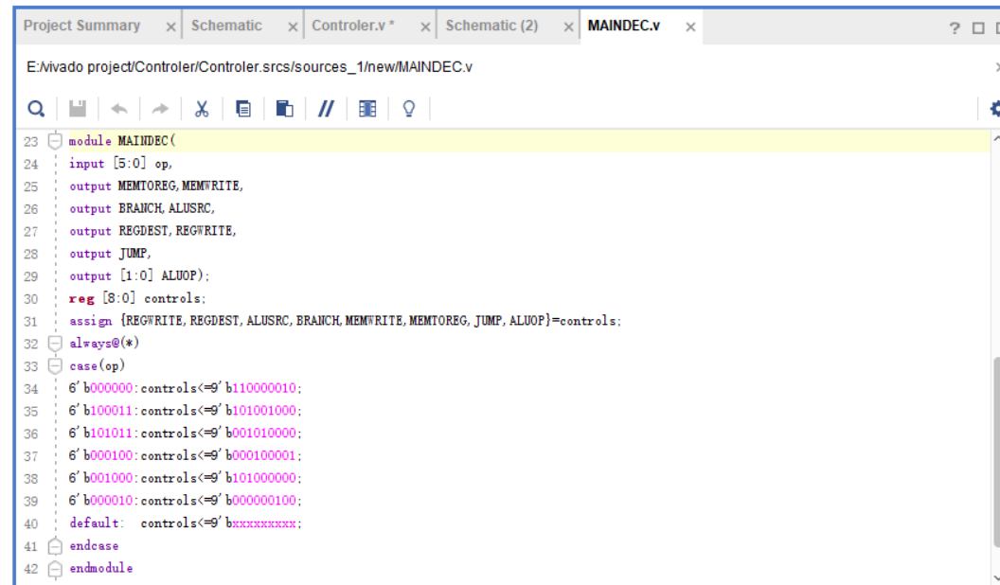 Project Summary × Schematic × Controler.v * × Schematic (2) × MAINDEC.v × ?
E:/vivado project/Controler/Controler.srcs/sources_1/new/MAINDEC.v
23 module MAINDEC(
24 input [5:0] op,
25 output MEMTOREG,MEMWRITE,
26 output BRANCH,ALUSRC,
27 output REGDEST,REGWRITE,
28 output JUMP,
29 output [1:0] ALUOP);
30 reg [8:0] controls;
31 assign {REGWRITE,REGDEST,ALUSRC,BRANCH,MEMWRITE,MEMTOREG,JUMP,ALUOP}=controls;
32 always@(*)
33 case(op)
34 6'b000000:controls<=9'b110000010;
35 6'b100011:controls<=9'b101001000;
36 6'b101011:controls<=9'b001010000;
37 6'b000100:controls<=9'b000100001;
38 6'b001000:controls<=9'b101000000;
39 6'b000010:controls<=9'b000000100;
40 default: controls<=9'bxxxxxxxxx;
41 endcase
42 endmodule